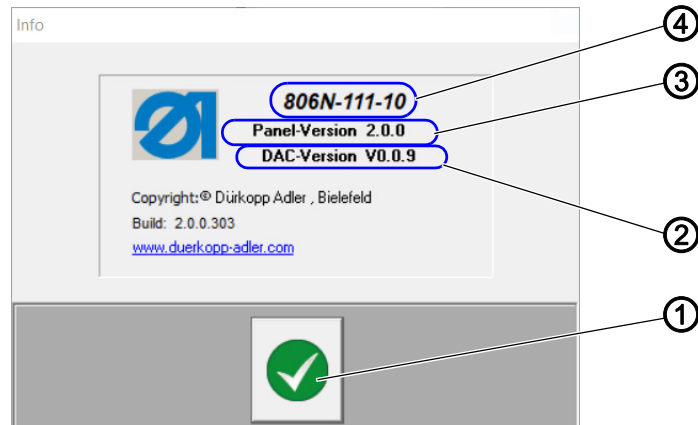 Info
④
③
806N-111-10
Panel-Version 2.0.0
DAC-Version V0.0.9
Copyright:© Dürkopp Adler , Bielefeld
Build: 2.0.0.303
②
www.duerkopp-adler.com
①